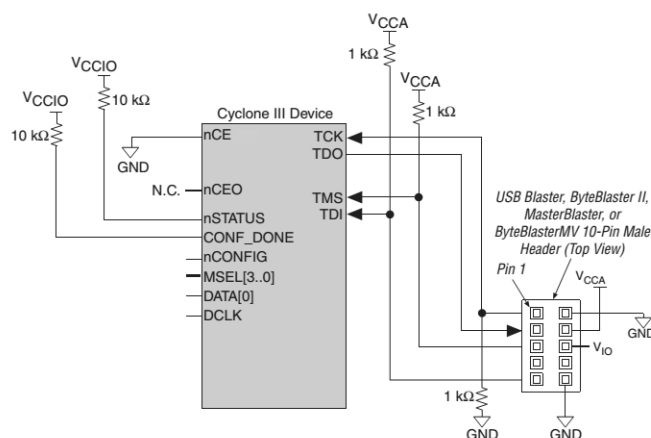 VCCA
1 kΩ
VCCIO
VCCA
VCCIO
10 kΩ
1 kΩ
10 kΩ
Cyclone III Device
nCE
TCK
GND
TDO
N.C.
nCEO
TMS
nSTATUS
TDI
CONF_DONE
nCONFIG
MSEL[3..0]
DATA[0]
DCLK
USB Blaster, ByteBlaster II,
MasterBlaster, or
ByteBlasterMV 10-Pin Male
Header (Top View)
Pin 1
VCCA
GND
VIO
1 kΩ
GND
GND